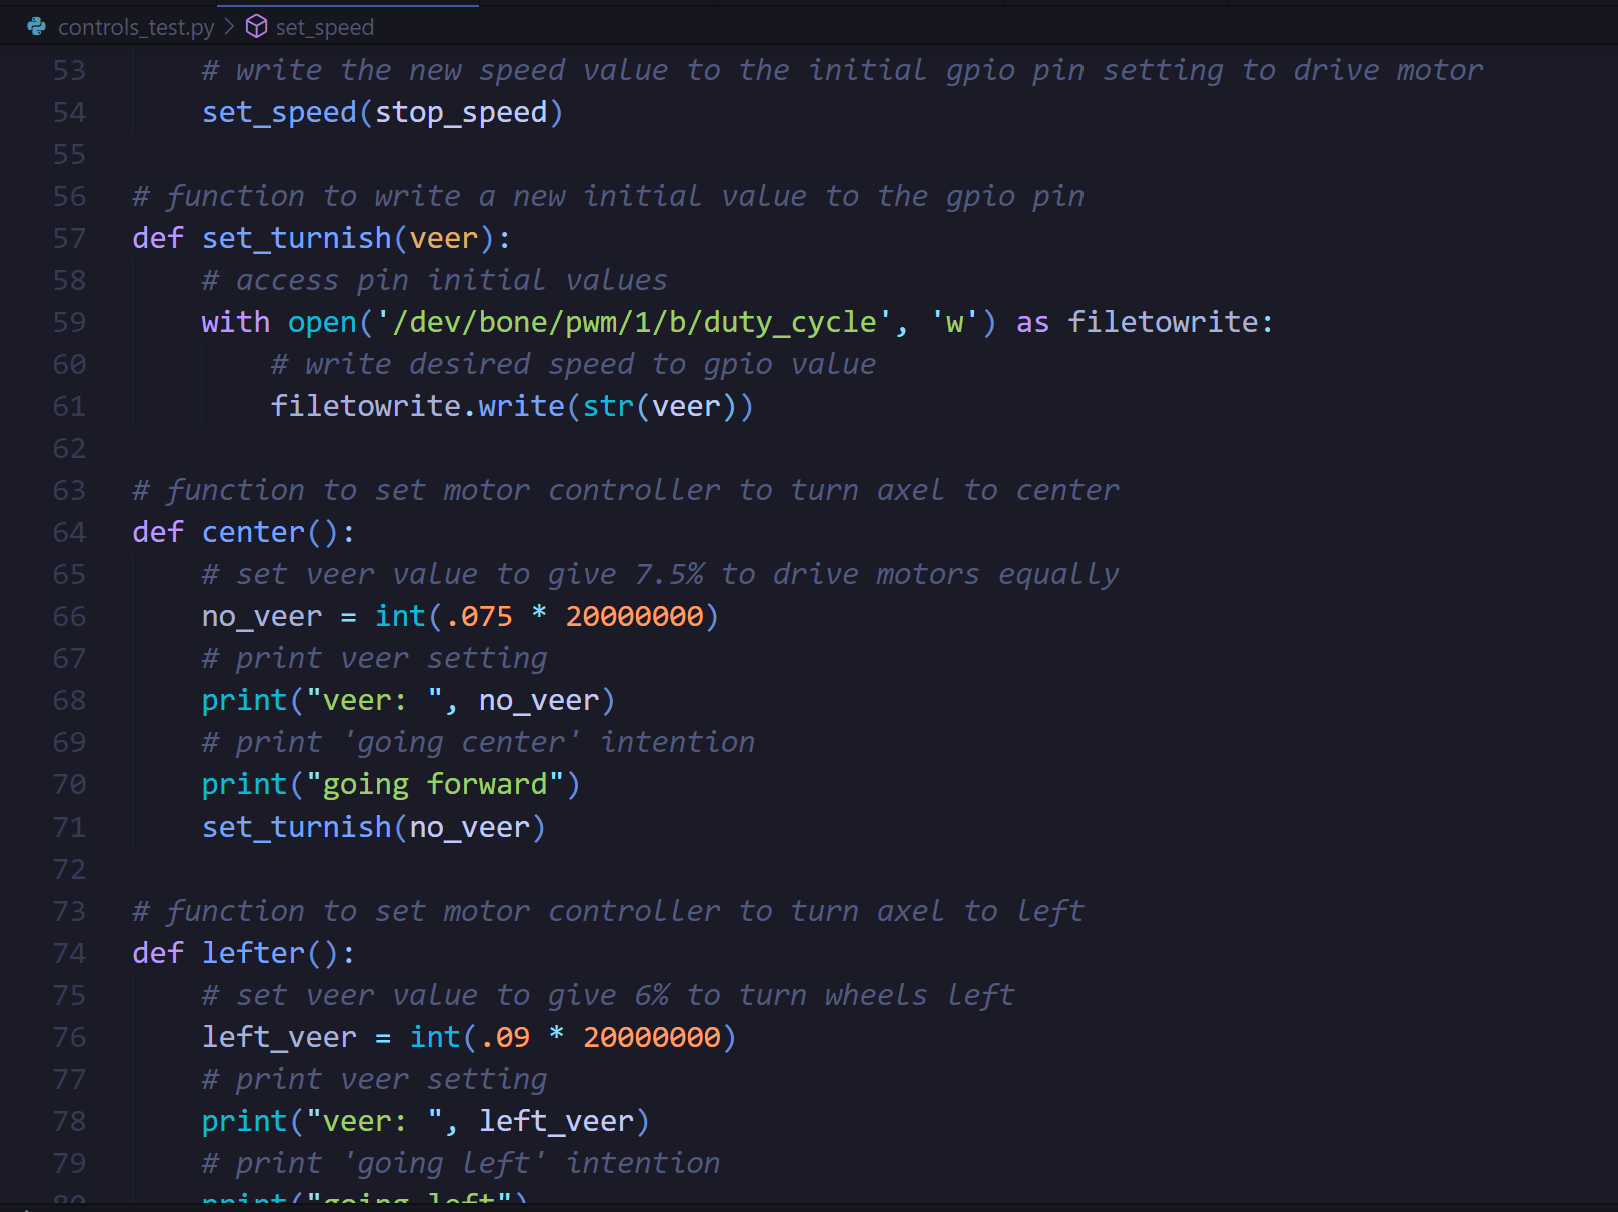 controls_test.py > set_speed
53 # write the new speed value to the initial gpio pin setting to drive motor
54 set_speed(stop_speed)
55
56 # function to write a new initial value to the gpio pin
57 def set_turnish(veer):
58 # access pin initial values
59 with open('/dev/bone/pwm/1/b/duty_cycle', 'w') as filetowrite:
60 # write desired speed to gpio value
61 filetowrite.write(str(veer))
62
63 # function to set motor controller to turn axel to center
64 def center():
65 # set veer value to give 7.5% to drive motors equally
66 no_veer = int(.075 * 20000000)
67 # print veer setting
68 print("veer: ", no_veer)
69 # print 'going center' intention
70 print("going forward")
71 set_turnish(no_veer)
72
73 # function to set motor controller to turn axel to left
74 def lefter():
75 # set veer value to give 6% to turn wheels left
76 left_veer = int(.09 * 20000000)
77 # print veer setting
78 print("veer: ", left_veer)
79 # print 'going left' intention
80 print("going left")